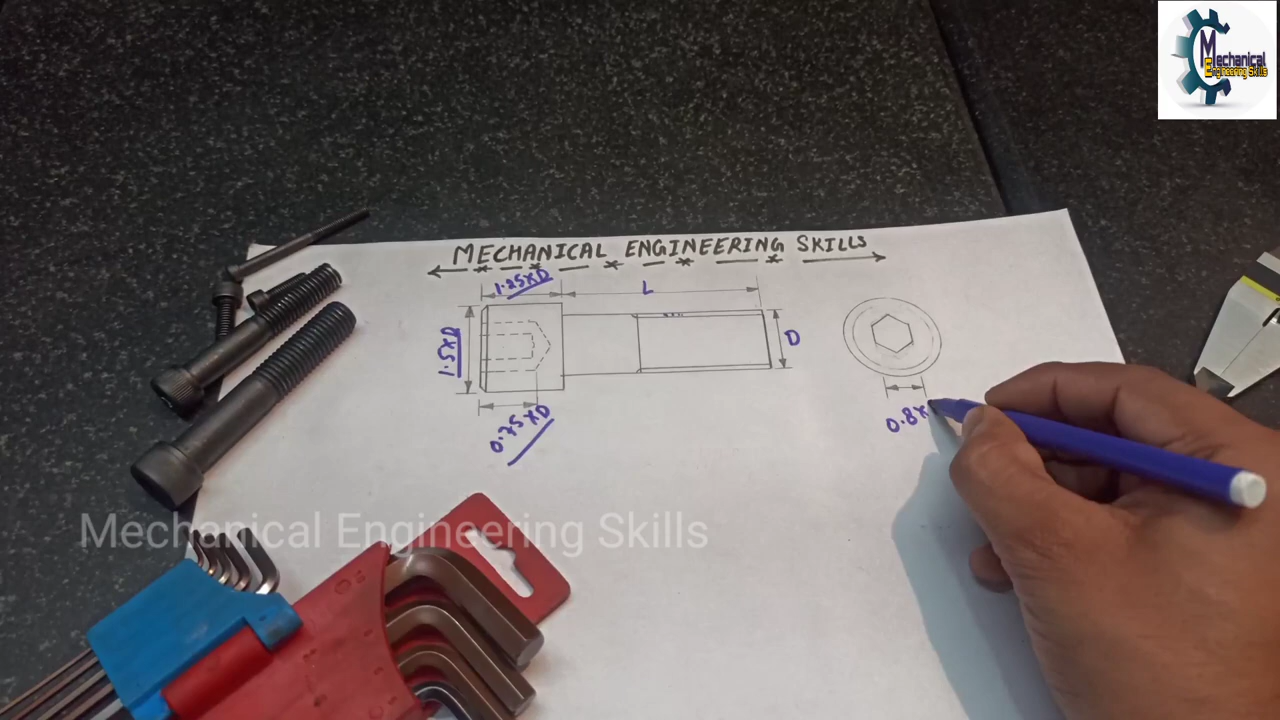 Mechanical
Engineering Skills
MECHANICAL ENGINEERING SKILLS
1.25XD
L
1.5XD
D
0.75XD
0.8X
Mechanical Engineering Skills